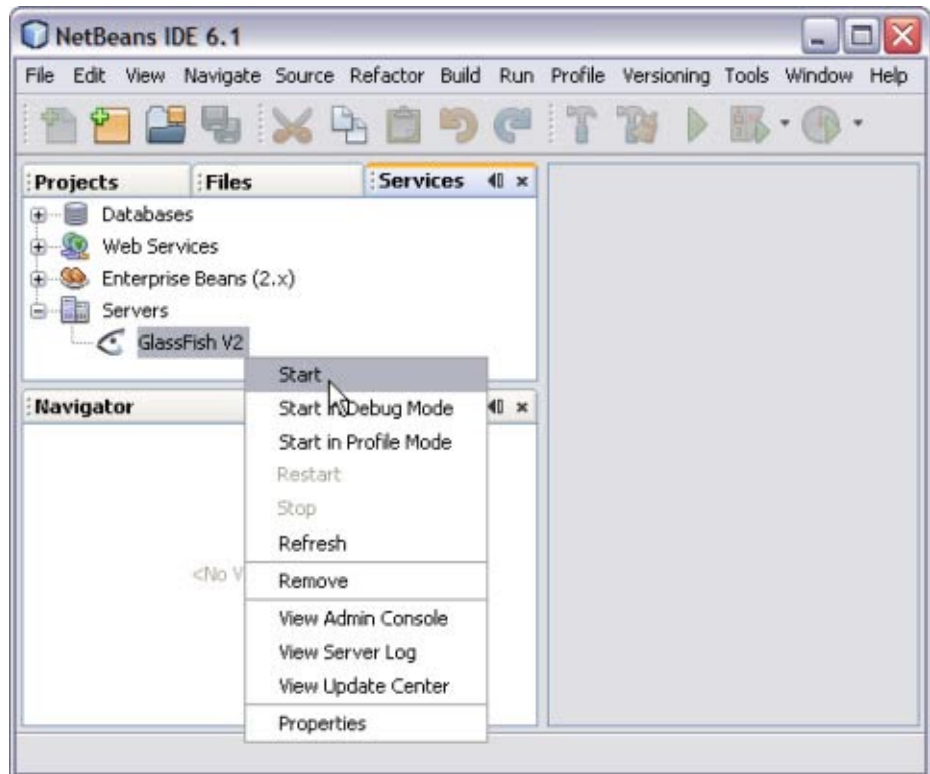 NetBeans IDE 6.1
File Edit View Navigate Source Refactor Build Run Profile Versioning Tools Window Help
Projects Files Services
Databases
Web Services
Enterprise Beans (2.x)
Servers
GlassFish V2
Start
Navigator
Start in Debug Mode
Start in Profile Mode
Restart
Stop
Refresh
<No V
Remove
View Admin Console
View Server Log
View Update Center
Properties